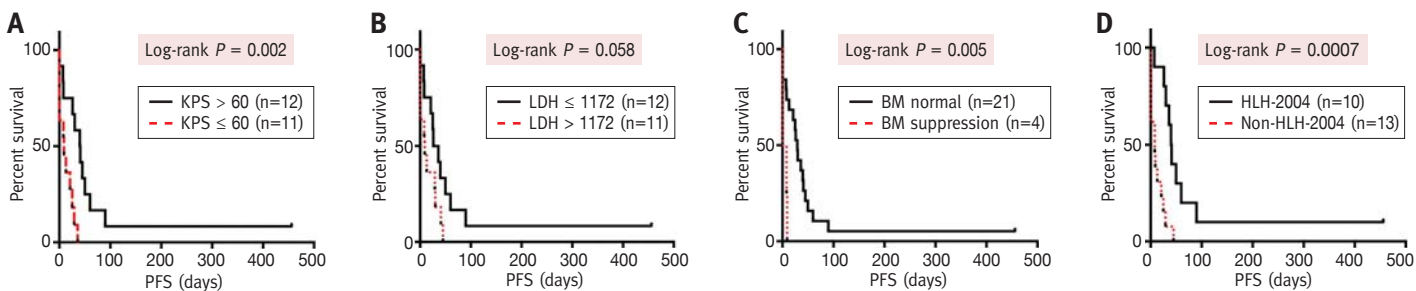 A
Log-rank P = 0.002
KPS > 60 (n=12)
KPS ≤ 60 (n=11)
Percent survival
100
50
0
0 100 200 300 400 500
PFS (days)
B
Log-rank P = 0.058
LDH ≤ 1172 (n=12)
LDH > 1172 (n=11)
Percent survival
100
50
0
0 100 200 300 400 500
PFS (days)
C
Log-rank P = 0.005
BM normal (n=21)
BM suppression (n=4)
Percent survival
100
50
0
0 100 200 300 400 500
PFS (days)
D
Log-rank P = 0.0007
HLH-2004 (n=10)
Non-HLH-2004 (n=13)
Percent survival
100
50
0
0 100 200 300 400 500
PFS (days)